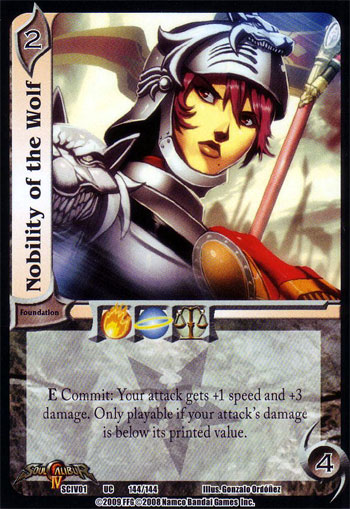 2
Nobility of the Wolf
Foundation
E Commit: Your attack gets +1 speed and +3
damage. Only playable if your attack's damage
is below its printed value.
4
SOULCALIBUR
IV
SCIV01 UC 144/144 Illus. Gonzalo Ordóñez
©2009 FFG ©2008 Namco Bandai Games Inc.